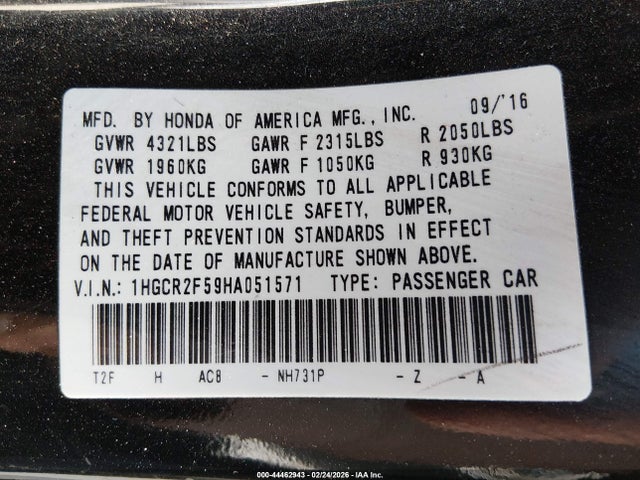 MFD. BY HONDA OF AMERICA MFG., INC. 09/'16
GVWR 4321LBS GAWR F 2315LBS R 2050LBS
GVWR 1960KG GAWR F 1050KG R 930KG
THIS VEHICLE CONFORMS TO ALL APPLICABLE
FEDERAL MOTOR VEHICLE SAFETY, BUMPER,
AND THEFT PREVENTION STANDARDS IN EFFECT
ON THE DATE OF MANUFACTURE SHOWN ABOVE.
V.I.N.: 1HGCR2F59HA051571 TYPE: PASSENGER CAR
T2F H AC8 - NH731P - Z - A
000-44462943 - 02/24/2026 - IAA Inc.